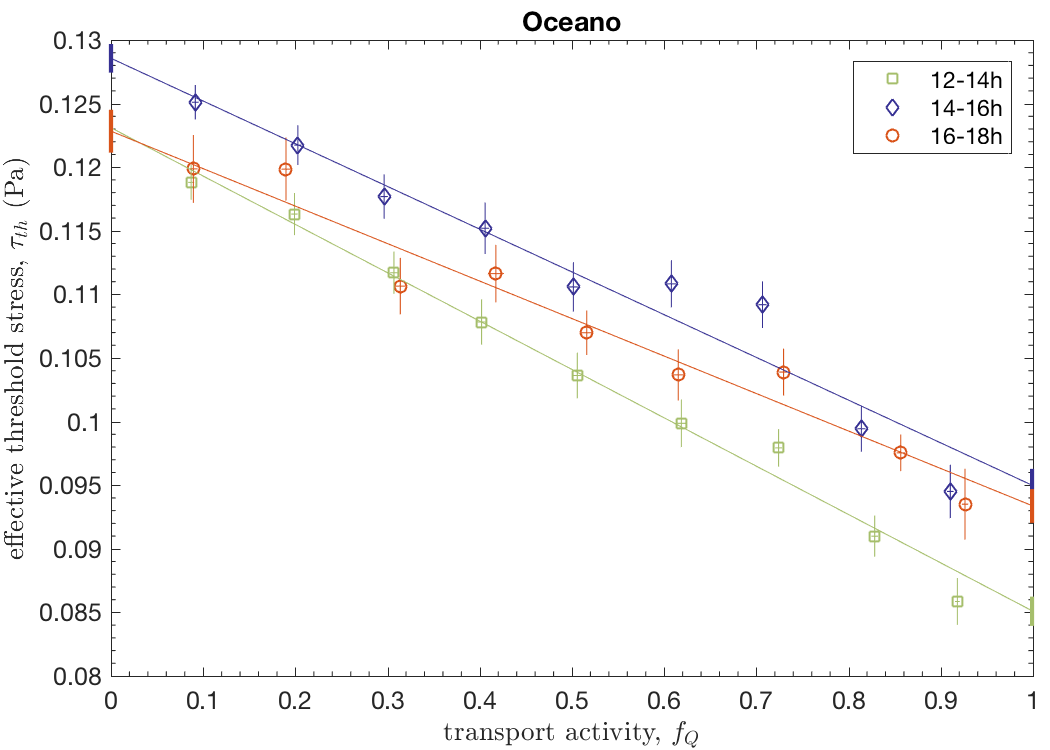 Oceano
0.13
0.125
0.12
0.115
0.11
0.105
0.1
0.095
0.09
0.085
0.08
effective threshold stress, τ_th (Pa)
12-14h
14-16h
16-18h
0 0.1 0.2 0.3 0.4 0.5 0.6 0.7 0.8 0.9 1
transport activity, f_Q